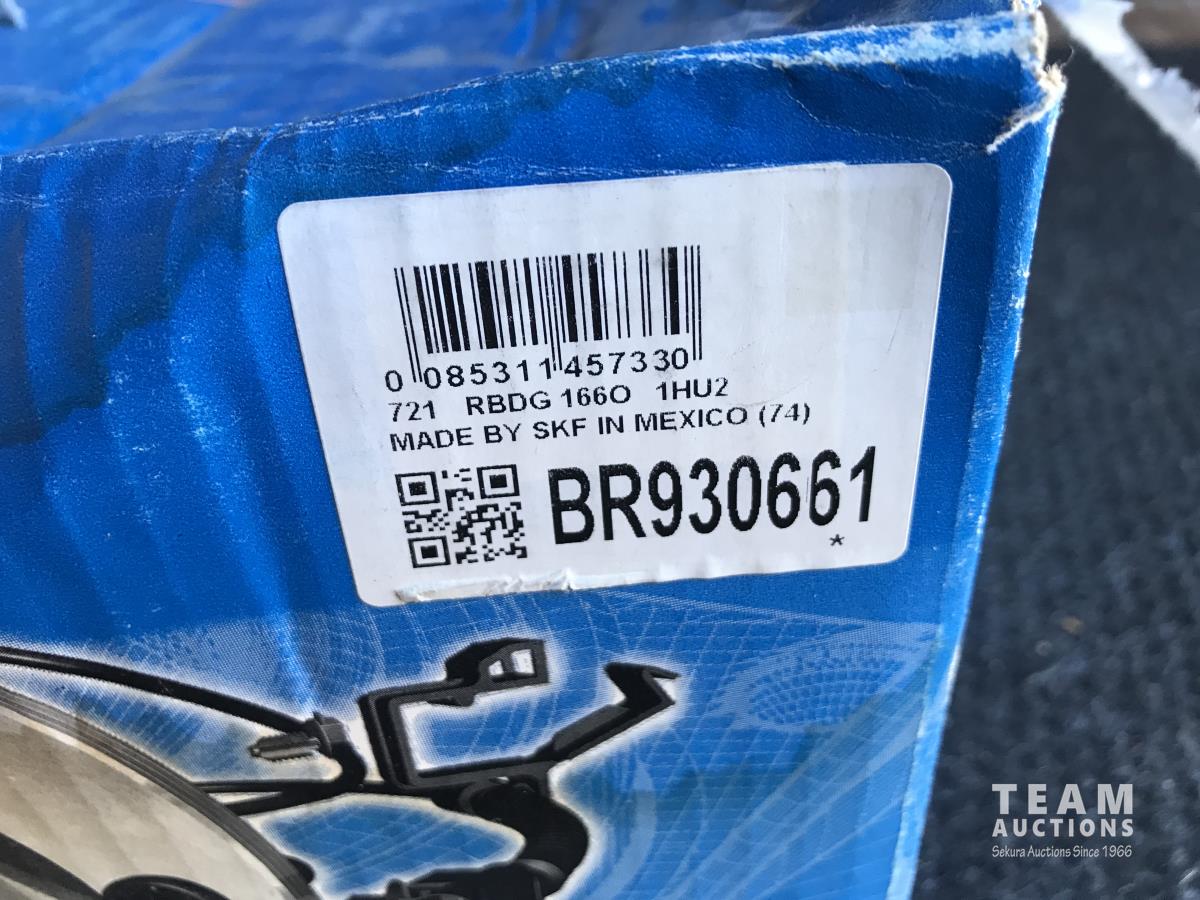 0 085311 457330
721 RBDG 166O 1HU2
MADE BY SKF IN MEXICO (74)
BR930661
*
TEAM
AUCTIONS
Sekura Auctions Since 1966